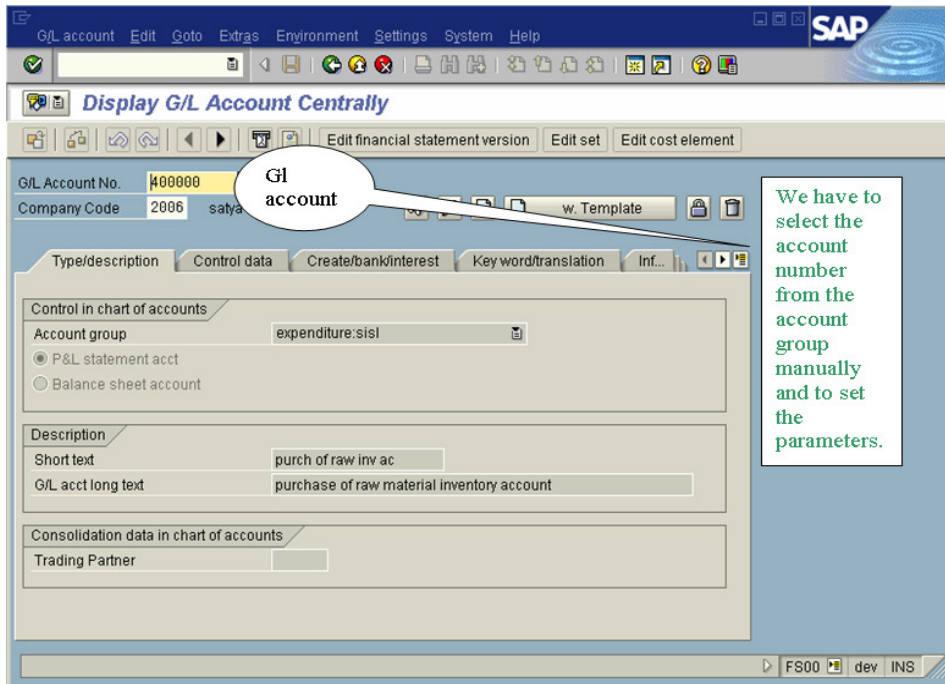 G/L account Edit Goto Extras Environment Settings System Help
SAP
Display G/L Account Centrally
Edit financial statement version Edit set Edit cost element
G/L Account No. 400000
Company Code 2006 satya
w. Template
Gl
account
We have to
select the
account
number
from the
account
group
manually
and to set
the
parameters.
Type/description Control data Create/bank/interest Key word/translation Inf...
Control in chart of accounts
Account group expenditure:sisl
P&L statement acct
Balance sheet account
Description
Short text purch of raw inv ac
G/L acct long text purchase of raw material inventory account
Consolidation data in chart of accounts
Trading Partner
FS00 dev INS